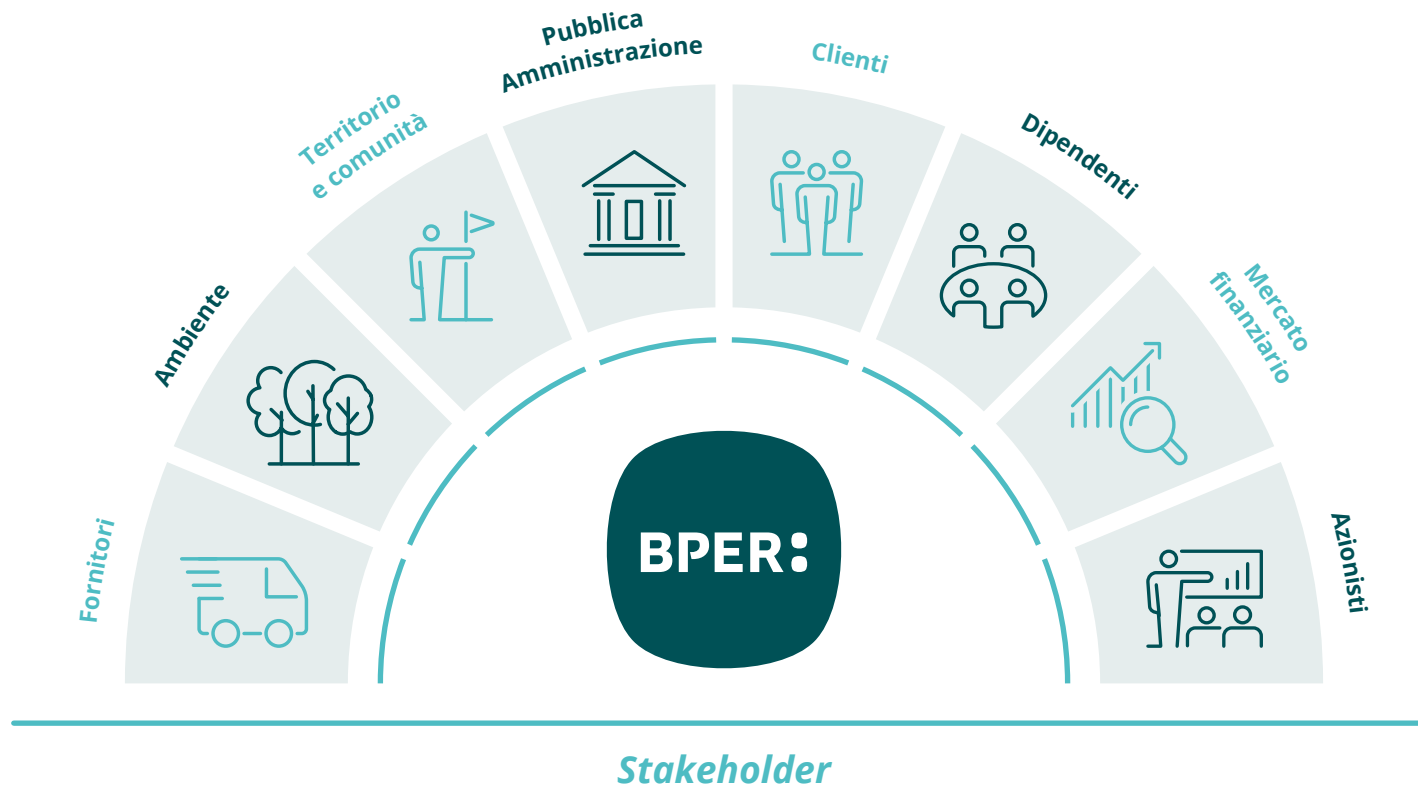 Pubblica
Amministrazione
Clienti
Territorio
e comunità
Dipendenti
Ambiente
Mercato
finanziario
Fornitori
Azionisti
BPER:
Stakeholder